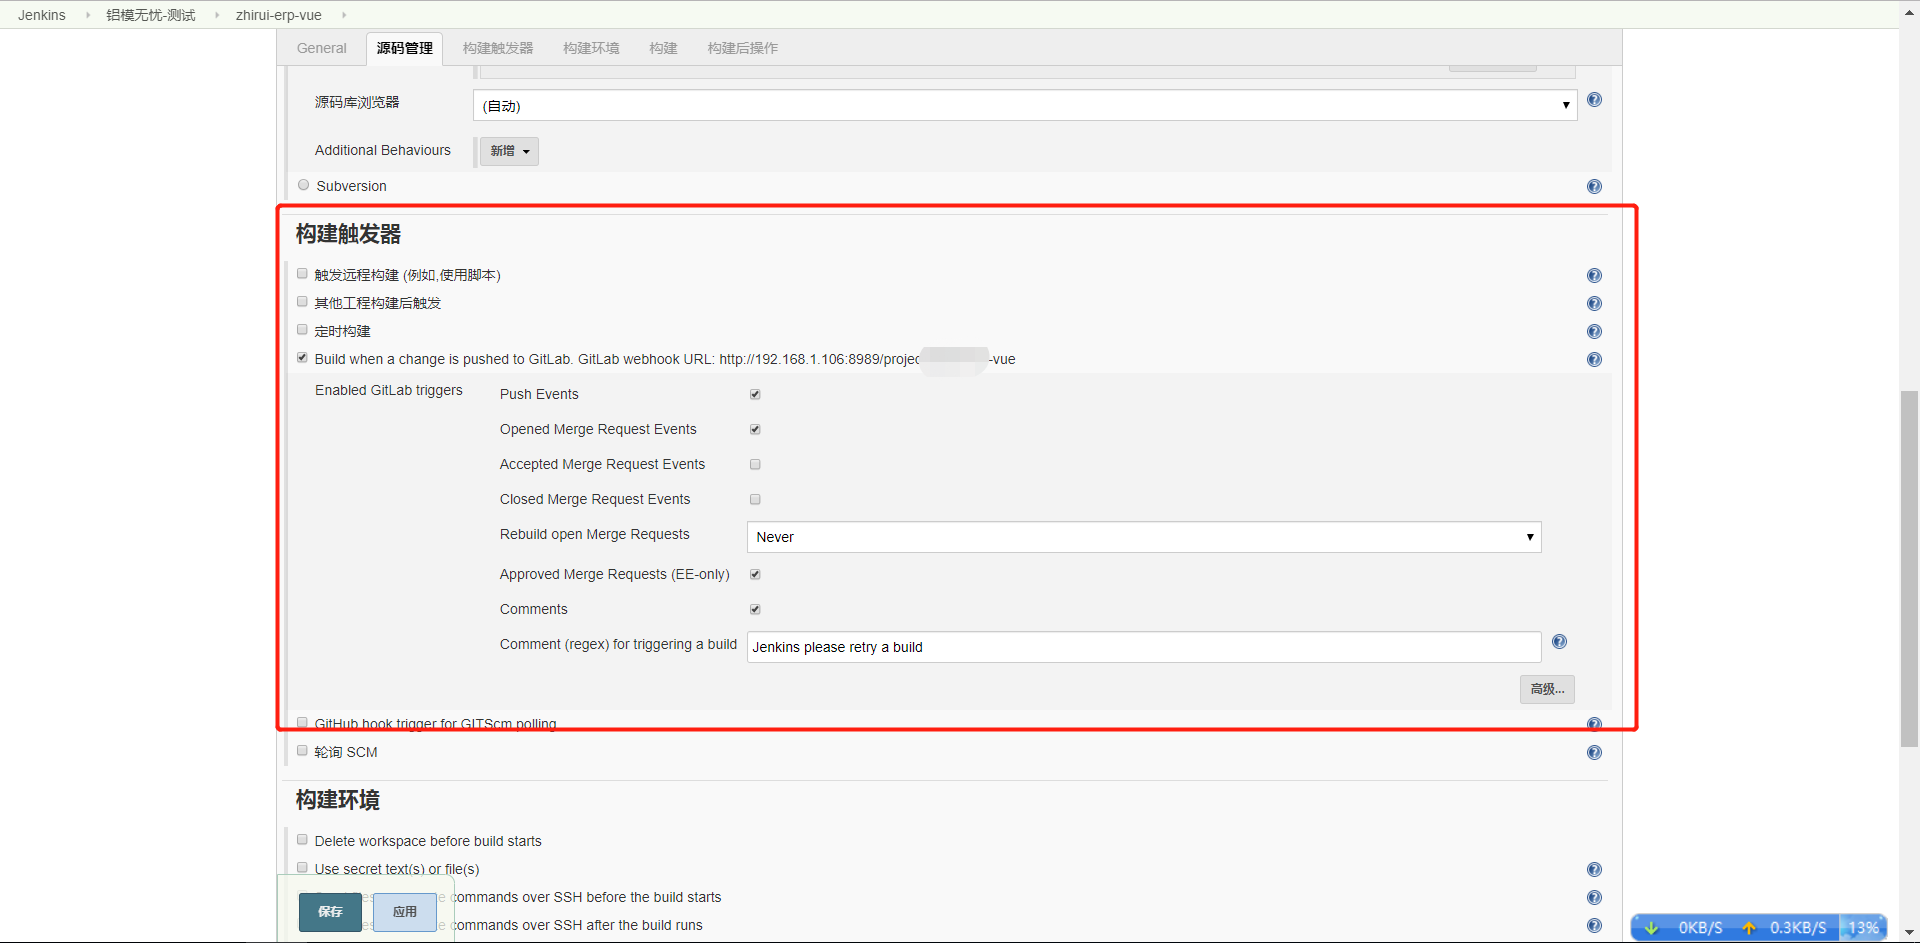 Jenkins 铝模无忧-测试 zhirui-erp-vue
General 源码管理 构建触发器 构建环境 构建 构建后操作
源码库浏览器 (自动)
Additional Behaviours 新增
Subversion
构建触发器
触发远程构建 (例如,使用脚本)
其他工程构建后触发
定时构建
Build when a change is pushed to GitLab. GitLab webhook URL: http://192.168.1.106:8989/projec -vue
Enabled GitLab triggers Push Events
Opened Merge Request Events
Accepted Merge Request Events
Closed Merge Request Events
Rebuild open Merge Requests Never
Approved Merge Requests (EE-only)
Comments
Comment (regex) for triggering a build Jenkins please retry a build
高级...
GitHub hook trigger for GITScm polling
轮询 SCM
构建环境
Delete workspace before build starts
Use secret text(s) or file(s)
commands over SSH before the build starts
保存 应用
commands over SSH after the build runs
0KB/S 0.3KB/S 13%